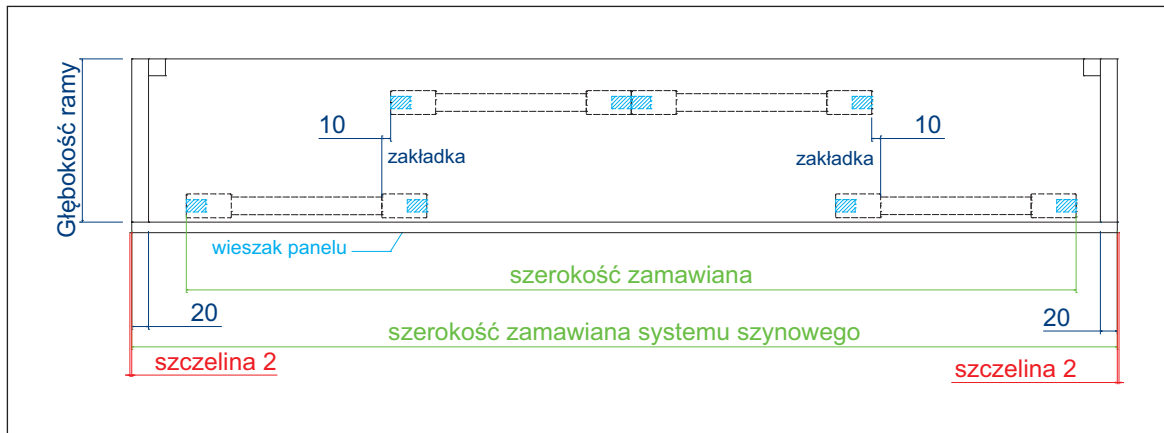 Głębokość ramy
10
10
zakładka
zakładka
wieszak panelu
szerokość zamawiana
20
20
szerokość zamawiana systemu szynowego
szczelina 2
szczelina 2